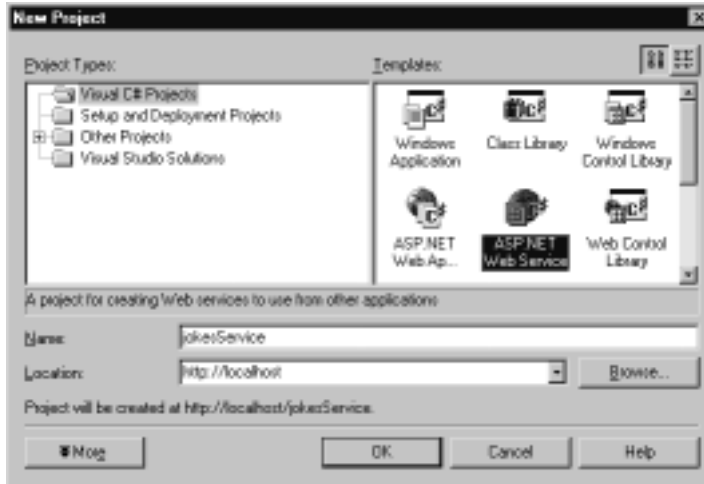 New Project
Project Types:
Templates:
Visual C# Projects
Setup and Deployment Projects
Other Projects
Visual Studio Solutions
Windows Application
Class Library
Windows Control Library
ASP.NET Web Ap...
ASP.NET Web Service
Web Control Library
A project for creating Web services to use from other applications
Name:
jokesService
Location:
http://localhost
Browse...
Project will be created at http://localhost/jokesService.
More
OK
Cancel
Help